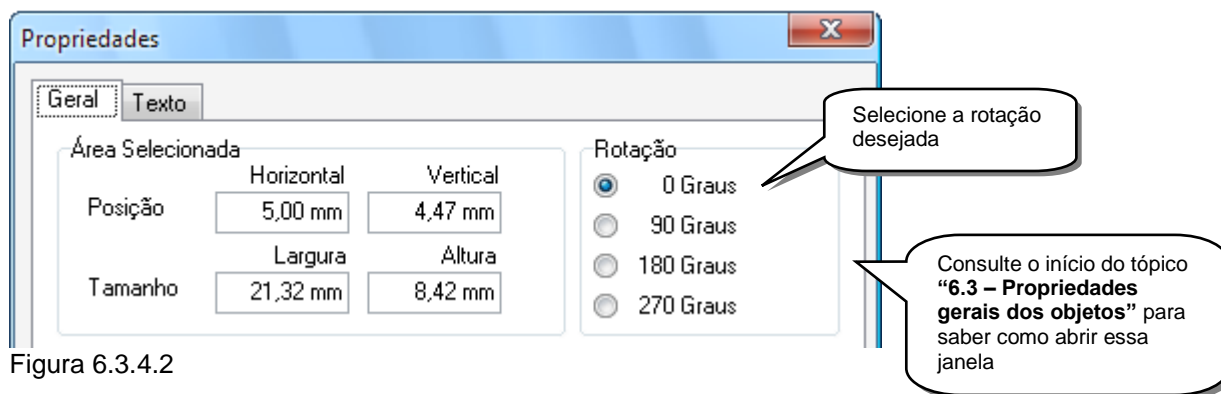 Propriedades
Geral Texto
Área Selecionada
Horizontal Vertical
Posição 5,00 mm 4,47 mm
Largura Altura
Tamanho 21,32 mm 8,42 mm
Rotação
0 Graus
90 Graus
180 Graus
270 Graus
Selecione a rotação
desejada
Consulte o início do tópico
“6.3 – Propriedades
gerais dos objetos” para
saber como abrir essa
janela
Figura 6.3.4.2